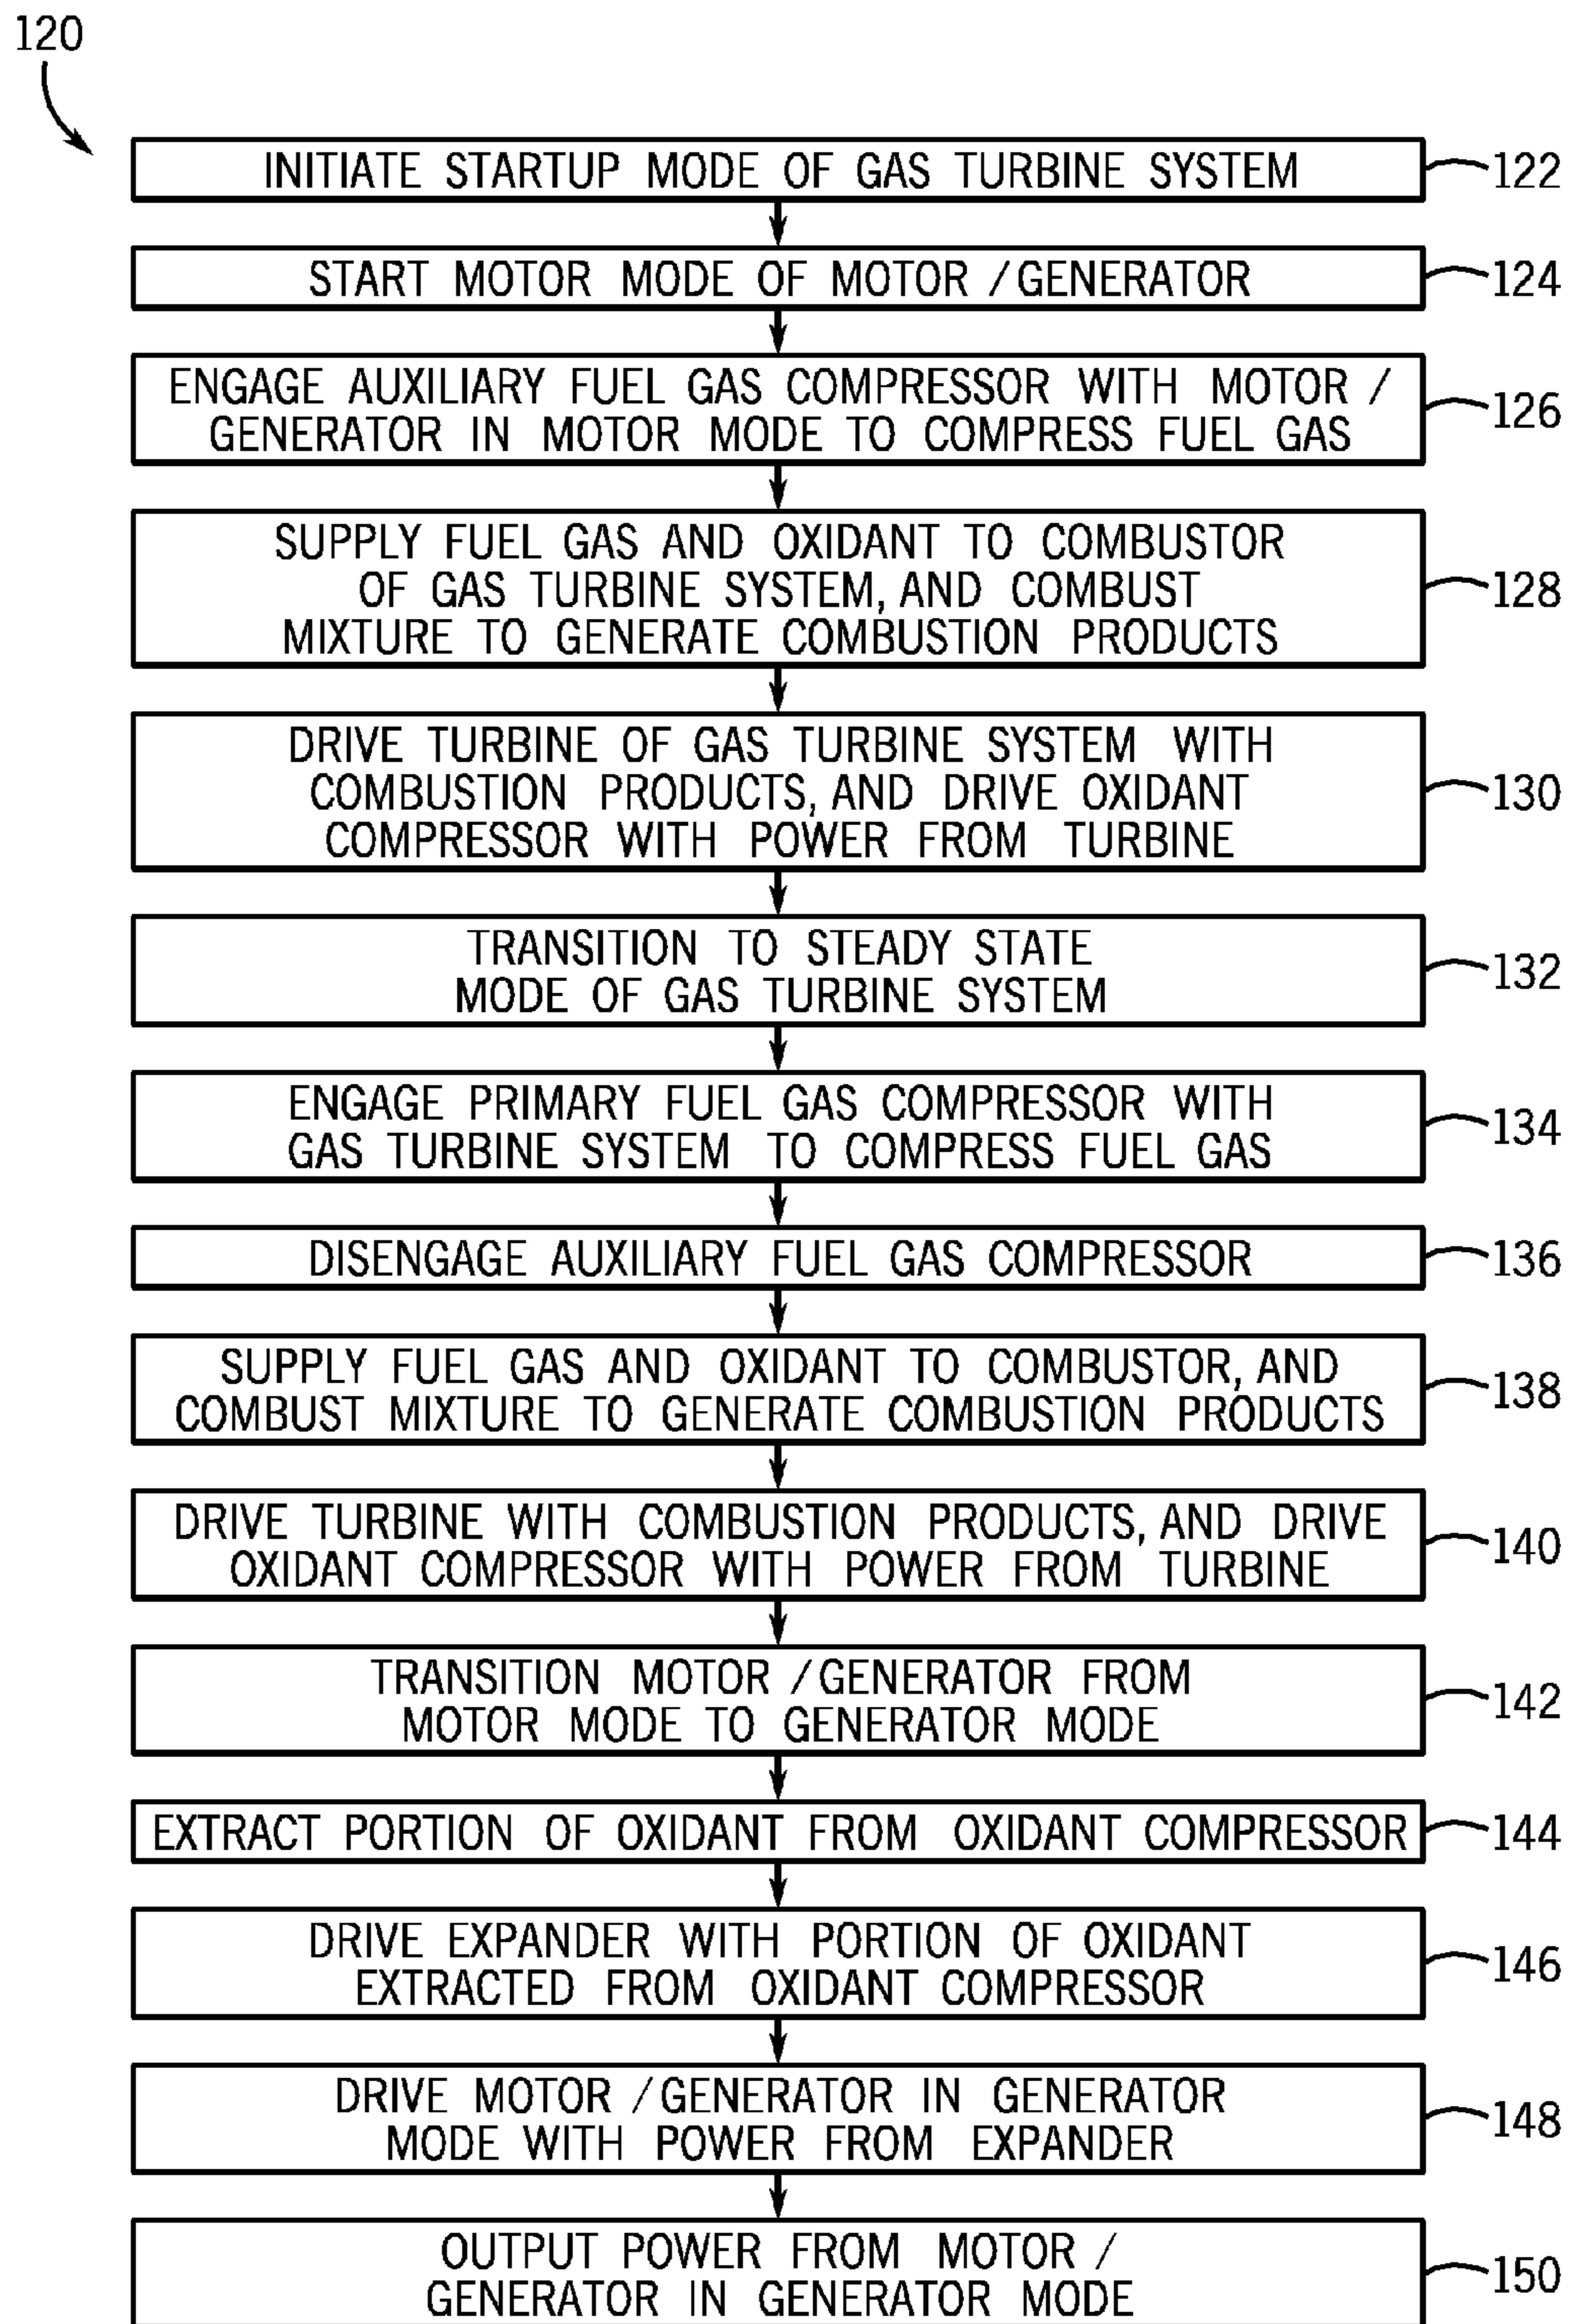 120
INITIATE STARTUP MODE OF GAS TURBINE SYSTEM
122
START MOTOR MODE OF MOTOR /GENERATOR
124
ENGAGE AUXILIARY FUEL GAS COMPRESSOR WITH MOTOR /
GENERATOR IN MOTOR MODE TO COMPRESS FUEL GAS
126
SUPPLY FUEL GAS AND OXIDANT TO COMBUSTOR
OF GAS TURBINE SYSTEM, AND COMBUST
MIXTURE TO GENERATE COMBUSTION PRODUCTS
128
DRIVE TURBINE OF GAS TURBINE SYSTEM WITH
COMBUSTION PRODUCTS, AND DRIVE OXIDANT
COMPRESSOR WITH POWER FROM TURBINE
130
TRANSITION TO STEADY STATE
MODE OF GAS TURBINE SYSTEM
132
ENGAGE PRIMARY FUEL GAS COMPRESSOR WITH
GAS TURBINE SYSTEM TO COMPRESS FUEL GAS
134
DISENGAGE AUXILIARY FUEL GAS COMPRESSOR
136
SUPPLY FUEL GAS AND OXIDANT TO COMBUSTOR, AND
COMBUST MIXTURE TO GENERATE COMBUSTION PRODUCTS
138
DRIVE TURBINE WITH COMBUSTION PRODUCTS, AND DRIVE
OXIDANT COMPRESSOR WITH POWER FROM TURBINE
140
TRANSITION MOTOR /GENERATOR FROM
MOTOR MODE TO GENERATOR MODE
142
EXTRACT PORTION OF OXIDANT FROM OXIDANT COMPRESSOR
144
DRIVE EXPANDER WITH PORTION OF OXIDANT
EXTRACTED FROM OXIDANT COMPRESSOR
146
DRIVE MOTOR /GENERATOR IN GENERATOR
MODE WITH POWER FROM EXPANDER
148
OUTPUT POWER FROM MOTOR /
GENERATOR IN GENERATOR MODE
150